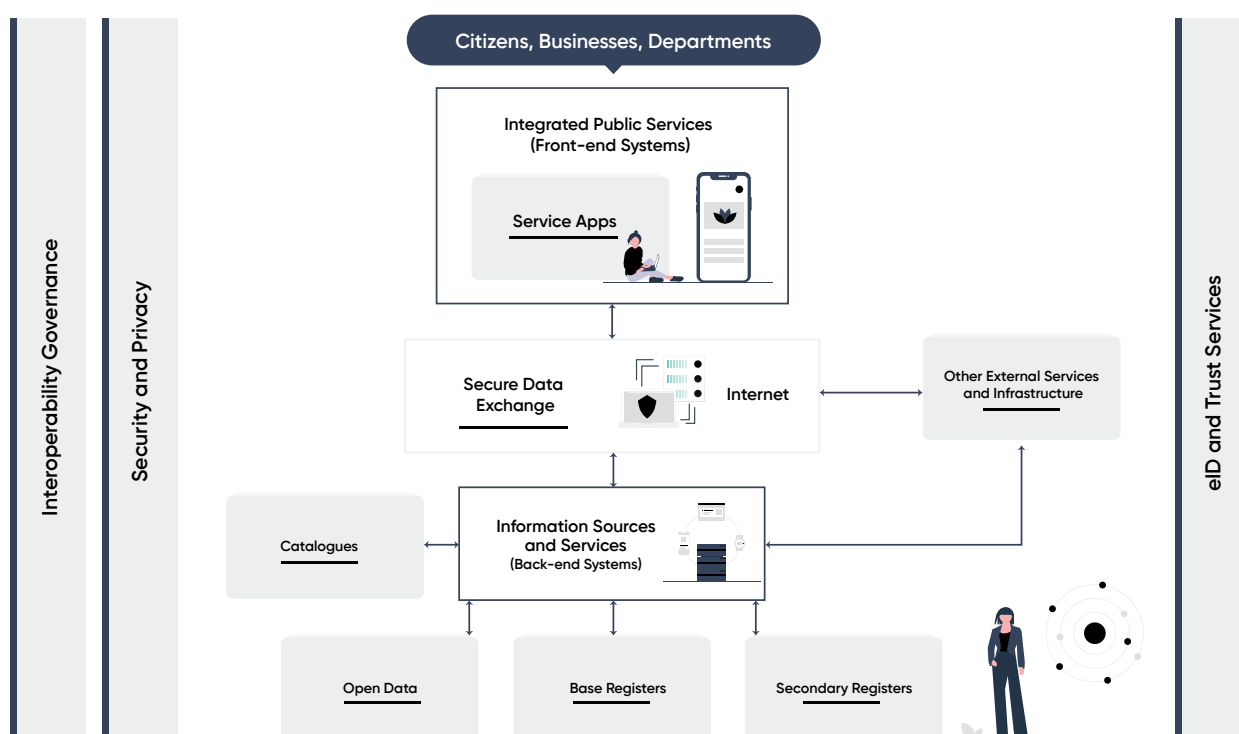 Interoperability Governance
Security and Privacy
Citizens, Businesses, Departments
Integrated Public Services
(Front-end Systems)
Service Apps
Secure Data
Exchange
Internet
Other External Services
and Infrastructure
Catalogues
Information Sources
and Services
(Back-end Systems)
Open Data
Base Registers
Secondary Registers
eID and Trust Services